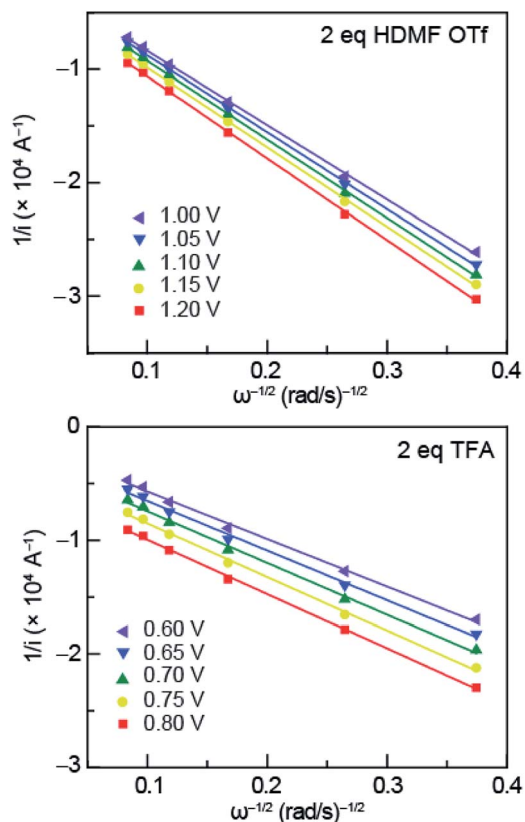 2 eq HDMF OTf
−1
−2
−3
1/i (× 10⁴ A⁻¹)
1.00 V
1.05 V
1.10 V
1.15 V
1.20 V
0.1 0.2 0.3 0.4
ω⁻¹/² (rad/s)⁻¹/²
0
2 eq TFA
−1
−2
−3
1/i (× 10⁴ A⁻¹)
0.60 V
0.65 V
0.70 V
0.75 V
0.80 V
0.1 0.2 0.3 0.4
ω⁻¹/² (rad/s)⁻¹/²